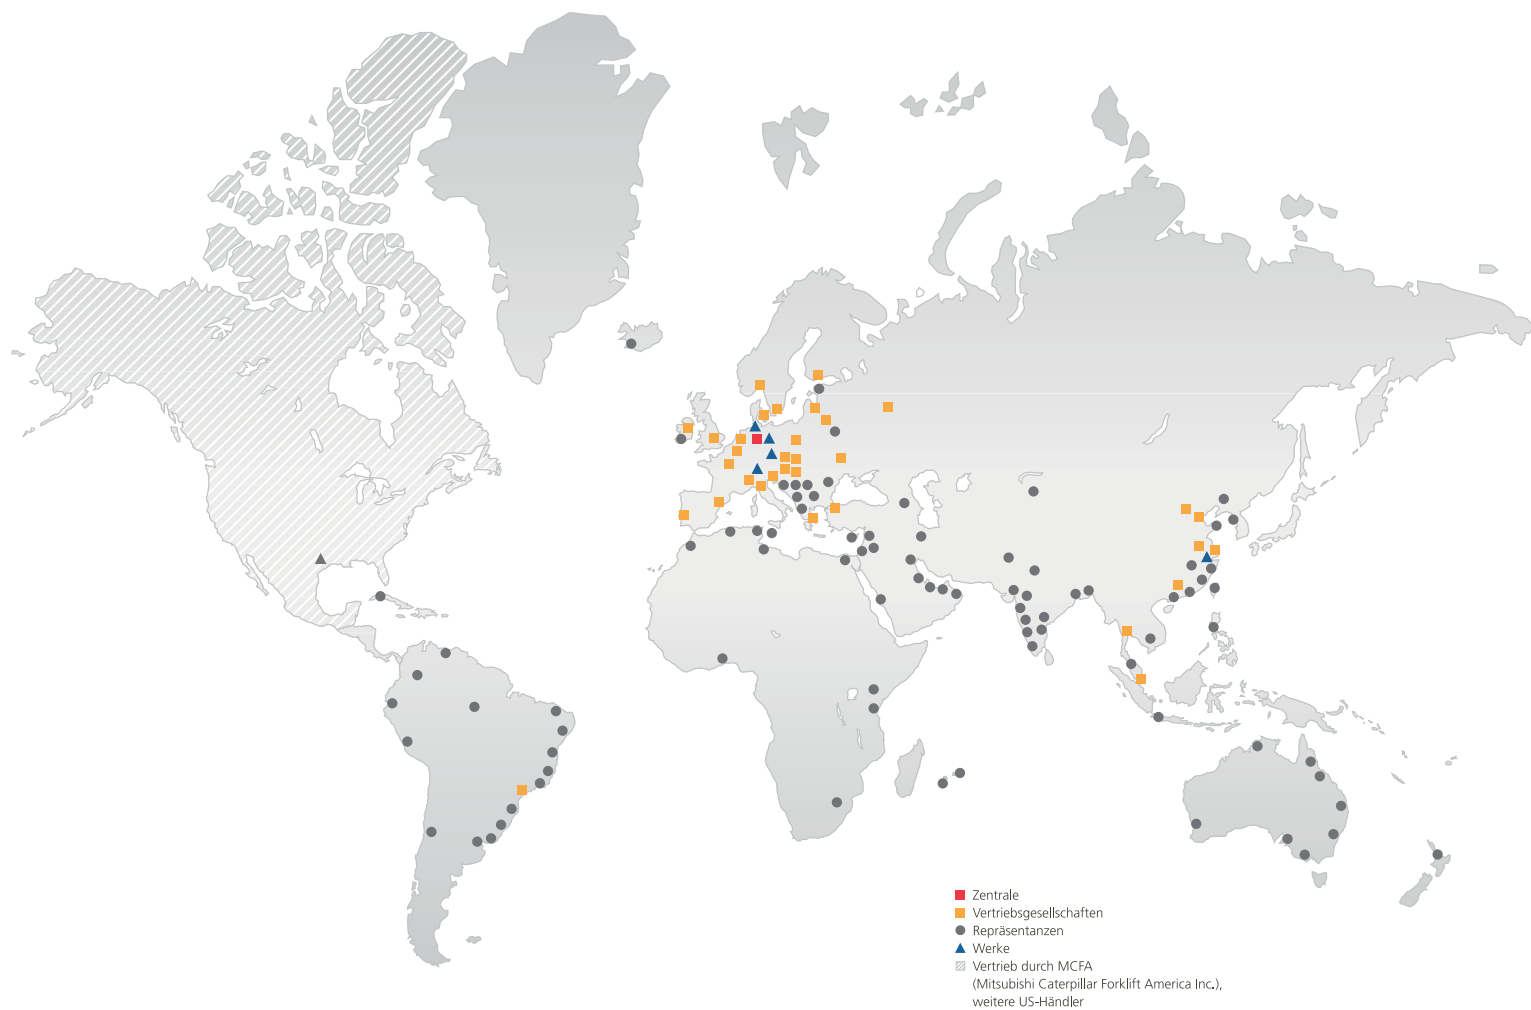 Zentrale
Vertriebsgesellschaften
Repräsentanzen
Werke
Vertrieb durch MCFA
(Mitsubishi Caterpillar Forklift America Inc.),
weitere US-Händler